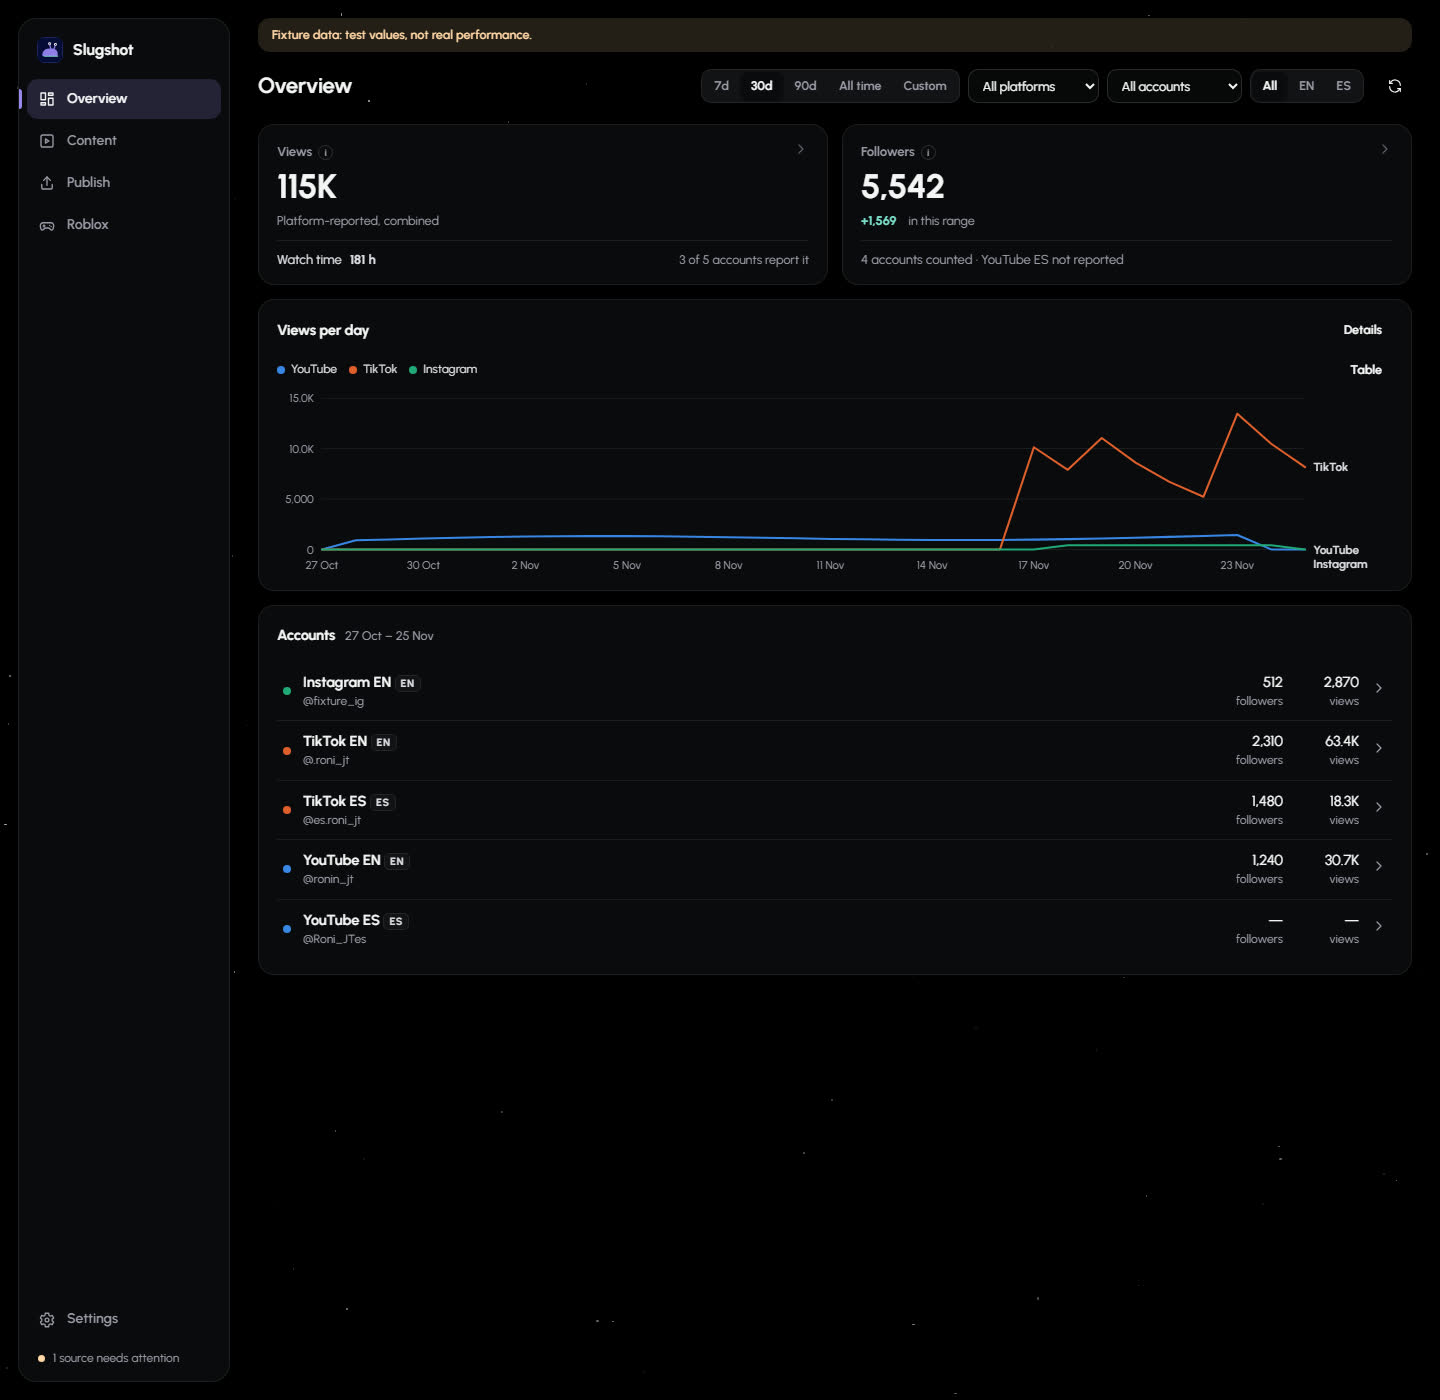 Slugshot
Overview
Content
Publish
Roblox
Settings
1 source needs attention
Fixture data: test values, not real performance.
Overview
7d 30d 90d All time Custom
All platforms
All accounts
All EN ES
Views i
115K
Platform-reported, combined
Watch time 181 h
3 of 5 accounts report it
Followers i
5,542
+1,569 in this range
4 accounts counted · YouTube ES not reported
Views per day
Details
YouTube TikTok Instagram
Table
15.0K
10.0K
5,000
0
27 Oct 30 Oct 2 Nov 5 Nov 8 Nov 11 Nov 14 Nov 17 Nov 20 Nov 23 Nov
TikTok
YouTube
Instagram
Accounts 27 Oct – 25 Nov
Instagram EN EN
@fixture_ig
512 followers
2,870 views
TikTok EN EN
@.roni_jt
2,310 followers
63.4K views
TikTok ES ES
@es.roni_jt
1,480 followers
18.3K views
YouTube EN EN
@ronin_jt
1,240 followers
30.7K views
YouTube ES ES
@Roni_JTes
— followers
— views